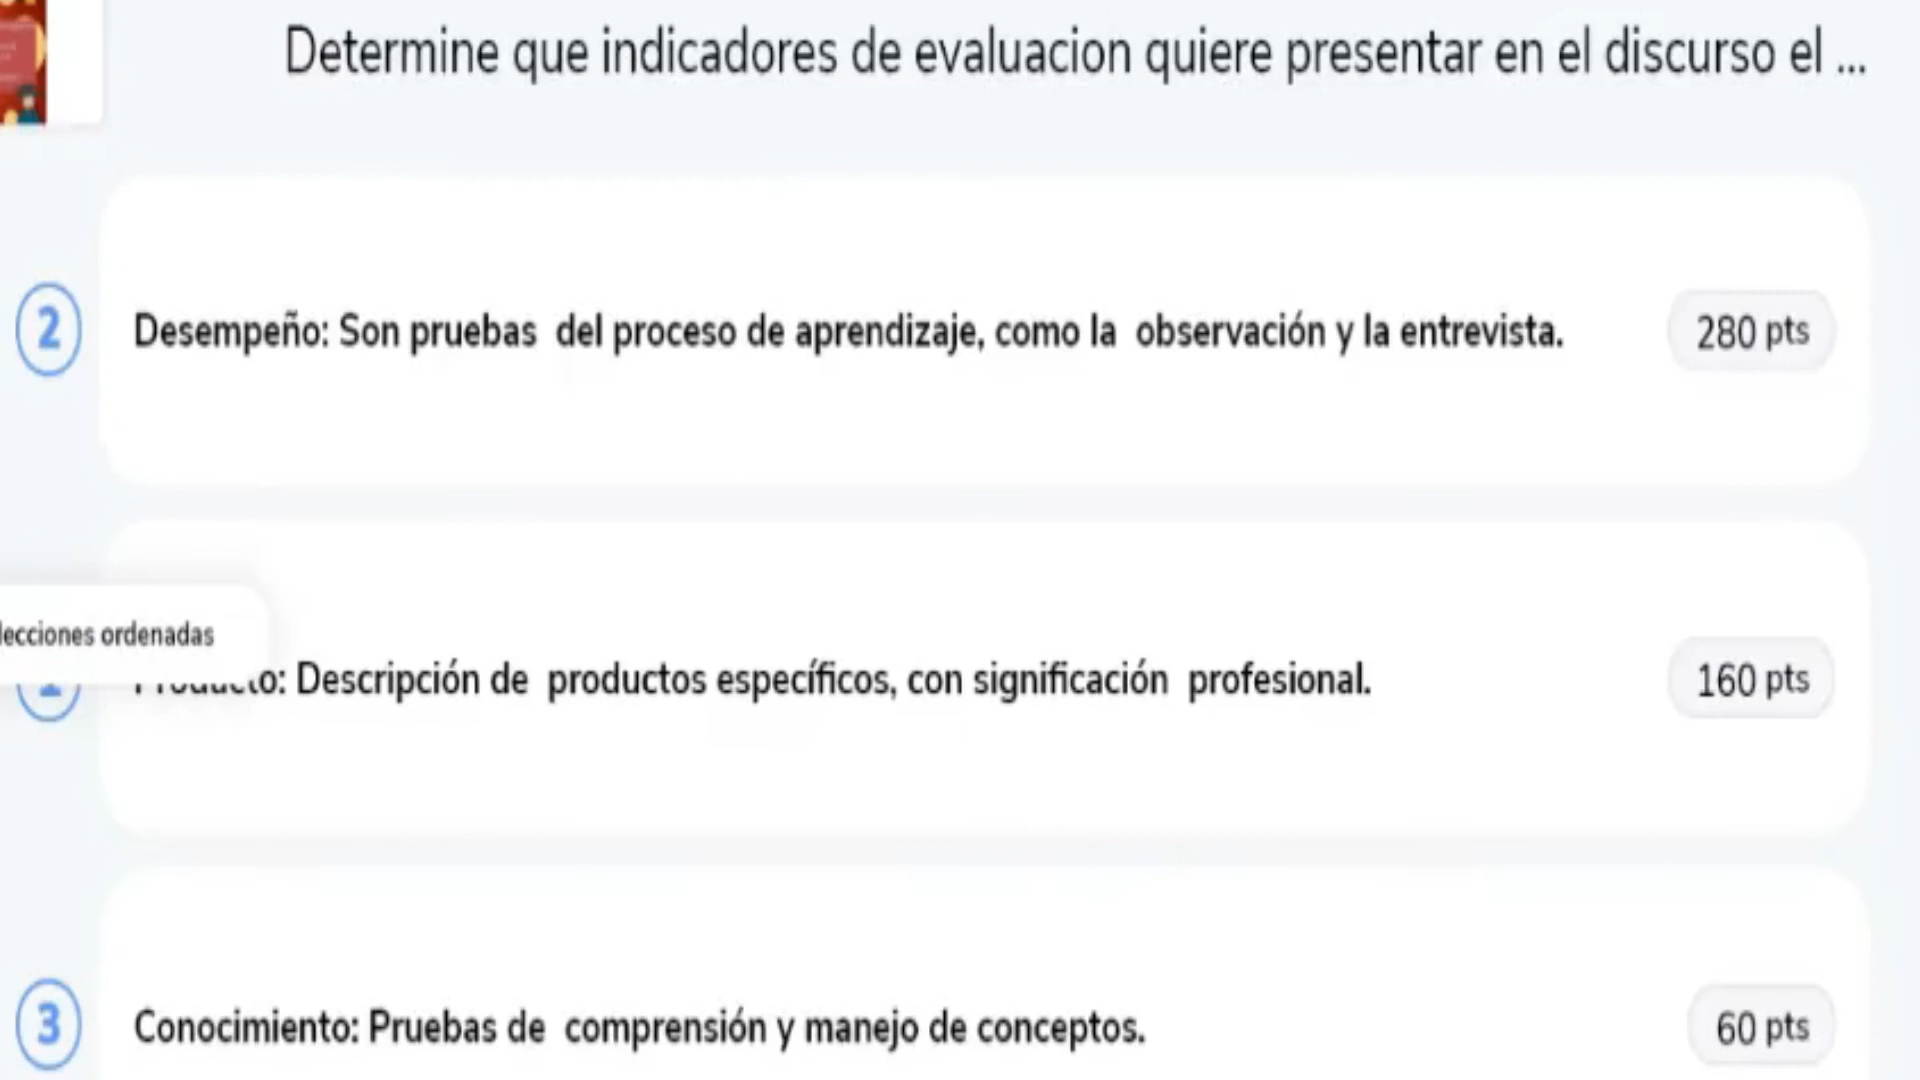 Determine que indicadores de evaluacion quiere presentar en el discurso el ...
2
Desempeño: Son pruebas del proceso de aprendizaje, como la observación y la entrevista.
280 pts
ordenadas
Descripción de productos específicos, con significación profesional.
160 pts
3
Conocimiento: Pruebas de comprensión y manejo de conceptos.
60 pts